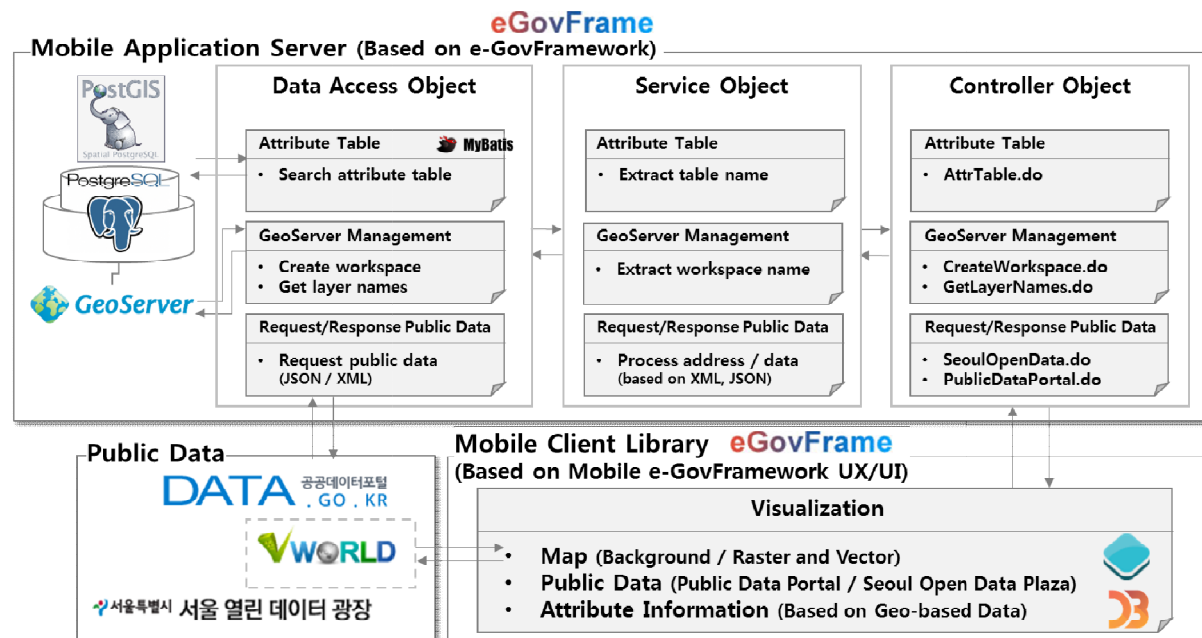 eGovFrame
Mobile Application Server (Based on e-GovFramework)
PostGIS
Spatial PostgreSQL
PostgreSQL
GeoServer
Data Access Object
Attribute Table
MyBatis
• Search attribute table
GeoServer Management
• Create workspace
• Get layer names
Request/Response Public Data
• Request public data
(JSON / XML)
Service Object
Attribute Table
• Extract table name
GeoServer Management
• Extract workspace name
Request/Response Public Data
• Process address / data
(based on XML, JSON)
Controller Object
Attribute Table
• AttrTable.do
GeoServer Management
• CreateWorkspace.do
• GetLayerNames.do
Request/Response Public Data
• SeoulOpenData.do
• PublicDataPortal.do
Public Data
DATA 공공데이터포털
.GO.KR
VWORLD
서울특별시 서울 열린 데이터 광장
Mobile Client Library eGovFrame
(Based on Mobile e-GovFramework UX/UI)
Visualization
• Map (Background / Raster and Vector)
• Public Data (Public Data Portal / Seoul Open Data Plaza)
• Attribute Information (Based on Geo-based Data)